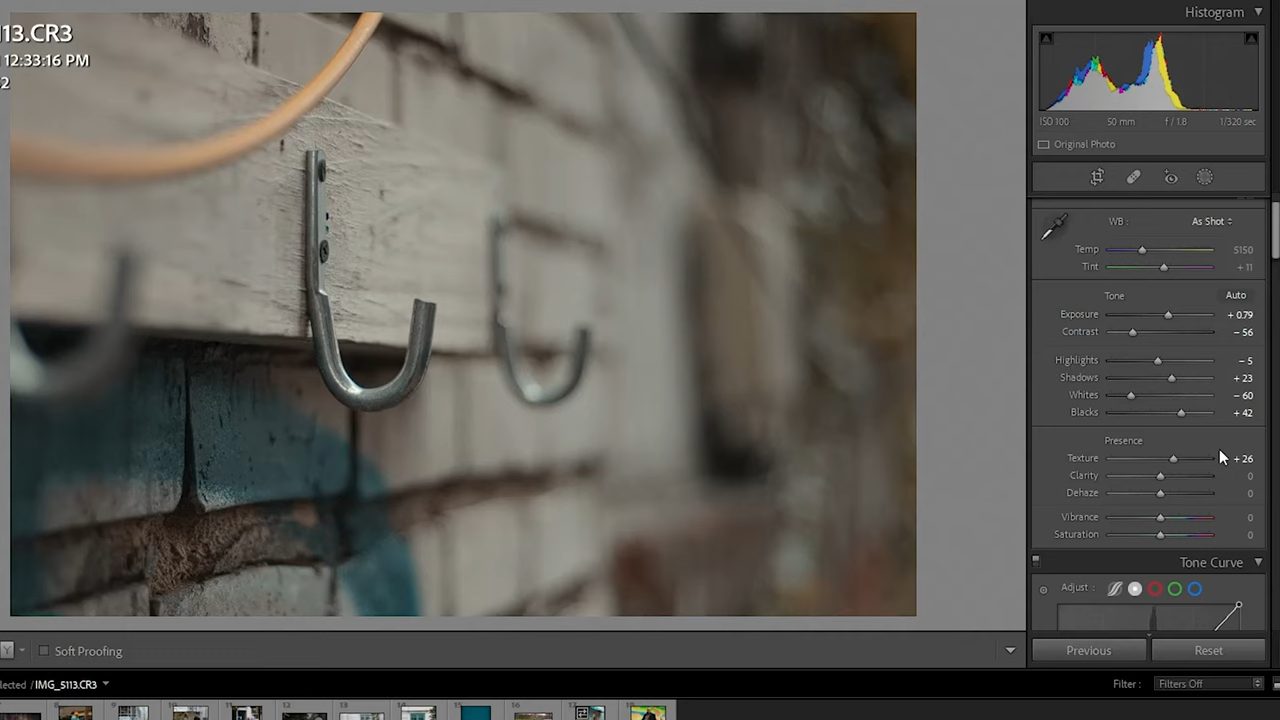 113.CR3
12:33:16 PM
2
Histogram
ISO 100 50 mm f / 1.8 1/320 sec
Original Photo
WB : As Shot
Temp 5150
Tint + 11
Tone Auto
Exposure + 0.79
Contrast − 56
Highlights − 5
Shadows + 23
Whites − 60
Blacks + 42
Presence
Texture + 26
Clarity 0
Dehaze 0
Vibrance 0
Saturation 0
Tone Curve
Adjust :
Previous Reset
Y Soft Proofing
lected / IMG_5113.CR3
Filter : Filters Off